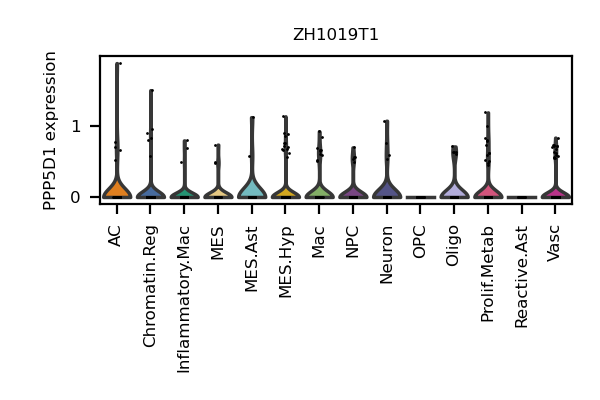 ZH1019T1
PPP5D1 expression
1
0
AC
Chromatin.Reg
Inflammatory.Mac
MES
MES.Ast
MES.Hyp
Mac
NPC
Neuron
OPC
Oligo
Prolif.Metab
Reactive.Ast
Vasc